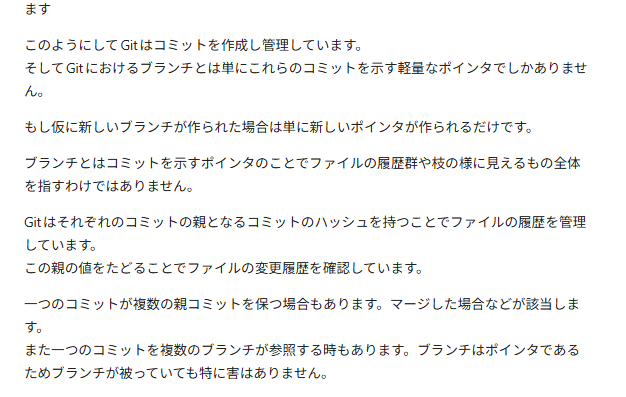 ます
このようにしてGitはコミットを作成し管理しています。
そしてGitにおけるブランチとは単にこれらのコミットを示す軽量なポインタでしかありませ
ん。
もし仮に新しいブランチが作られた場合は単に新しいポインタが作られるだけです。
ブランチとはコミットを示すポインタのことでファイルの履歴群や枝の様に見えるもの全体
を指すわけではありません。
Gitはそれぞれのコミットの親となるコミットのハッシュを持つことでファイルの履歴を管理
しています。
この親の値をたどることでファイルの変更履歴を確認しています。
一つのコミットが複数の親コミットを保つ場合もあります。マージした場合などが該当しま
す。
また一つのコミットを複数のブランチが参照する時もあります。ブランチはポインタである
ためブランチが被っていても特に害はありません。